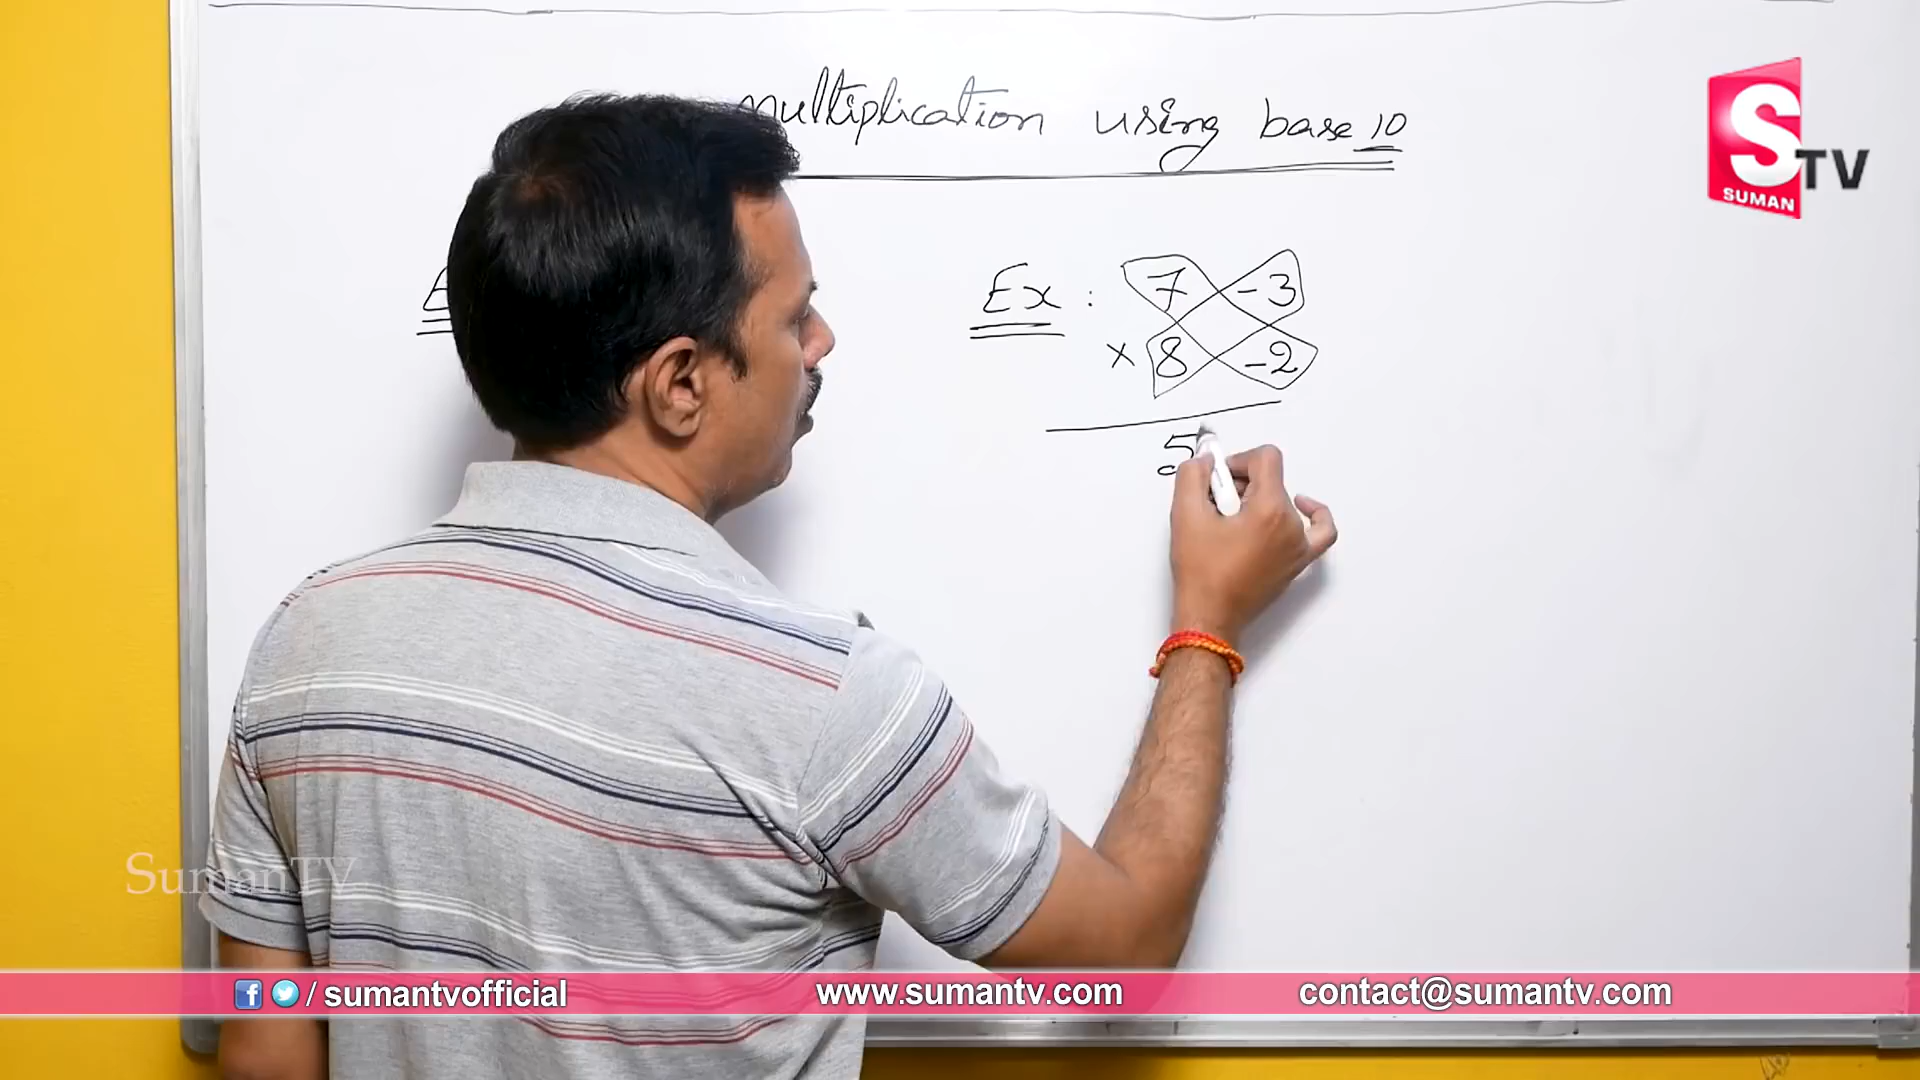 multiplication using base 10
S TV
SUMAN
Ex : 7 -3
x 8 -2
5
SumanTV
/ sumantvofficial
www.sumantv.com
contact@sumantv.com